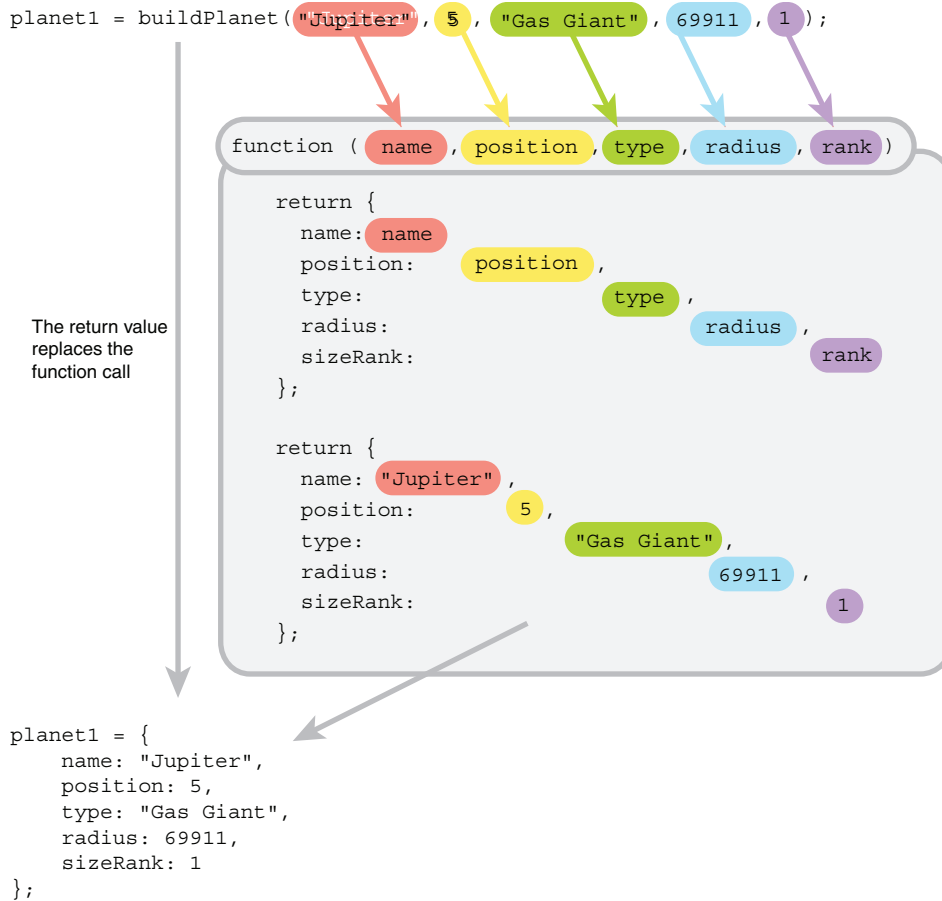 planet1 = buildPlanet("Jupiter", 5, "Gas Giant", 69911, 1);
function ( name , position , type , radius , rank )
return {
name: name
position: position ,
type: type ,
radius: radius ,
sizeRank: rank
};
The return value
replaces the
function call
return {
name: "Jupiter" ,
position: 5 ,
type: "Gas Giant" ,
radius: 69911 ,
sizeRank: 1
};
planet1 = {
name: "Jupiter",
position: 5,
type: "Gas Giant",
radius: 69911,
sizeRank: 1
};